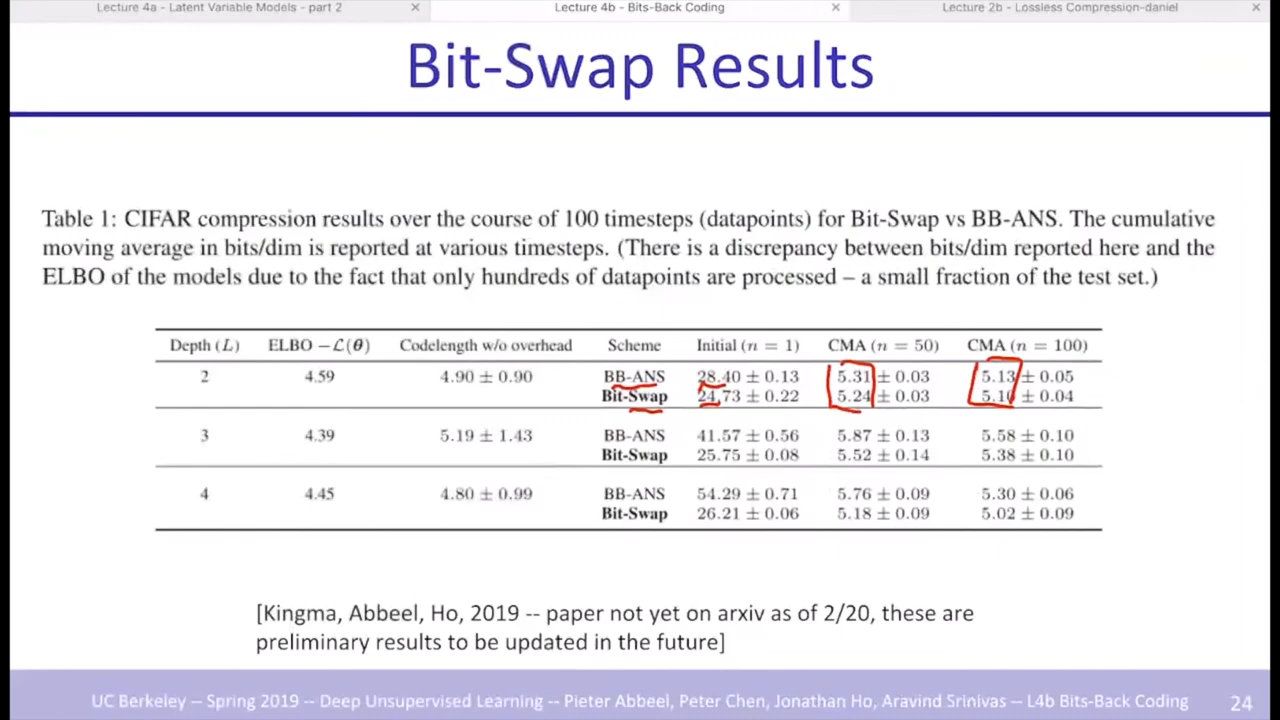 Lecture 4a - Latent Variable Models - part 2 × Lecture 4b - Bits-Back Coding × Lecture 2b - Lossless Compression-daniel ×
Bit-Swap Results
Table 1: CIFAR compression results over the course of 100 timesteps (datapoints) for Bit-Swap vs BB-ANS. The cumulative
moving average in bits/dim is reported at various timesteps. (There is a discrepancy between bits/dim reported here and the
ELBO of the models due to the fact that only hundreds of datapoints are processed – a small fraction of the test set.)
Depth (L) ELBO −ℒ(θ) Codelength w/o overhead Scheme Initial (n = 1) CMA (n = 50) CMA (n = 100)
2 4.59 4.90 ± 0.90 BB-ANS 28.40 ± 0.13 5.31 ± 0.03 5.13 ± 0.05
Bit-Swap 24.73 ± 0.22 5.24 ± 0.03 5.10 ± 0.04
3 4.39 5.19 ± 1.43 BB-ANS 41.57 ± 0.56 5.87 ± 0.13 5.58 ± 0.10
Bit-Swap 25.75 ± 0.08 5.52 ± 0.14 5.38 ± 0.10
4 4.45 4.80 ± 0.99 BB-ANS 54.29 ± 0.71 5.76 ± 0.09 5.30 ± 0.06
Bit-Swap 26.21 ± 0.06 5.18 ± 0.09 5.02 ± 0.09
[Kingma, Abbeel, Ho, 2019 -- paper not yet on arxiv as of 2/20, these are
preliminary results to be updated in the future]
UC Berkeley -- Spring 2019 -- Deep Unsupervised Learning -- Pieter Abbeel, Peter Chen, Jonathan Ho, Aravind Srinivas -- L4b Bits-Back Coding 24